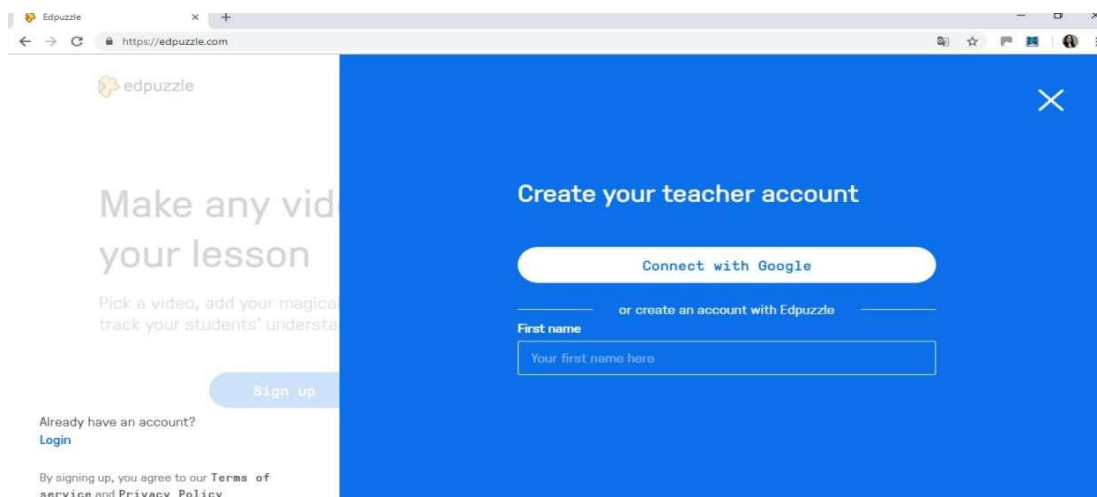 Edpuzzle
https://edpuzzle.com
edpuzzle
Make any vid
your lesson
Pick a video, add your magical
track your students' understa
Sign up
Already have an account?
Login
By signing up, you agree to our Terms of
service and Privacy Policy
Create your teacher account
Connect with Google
or create an account with Edpuzzle
First name
Your first name here